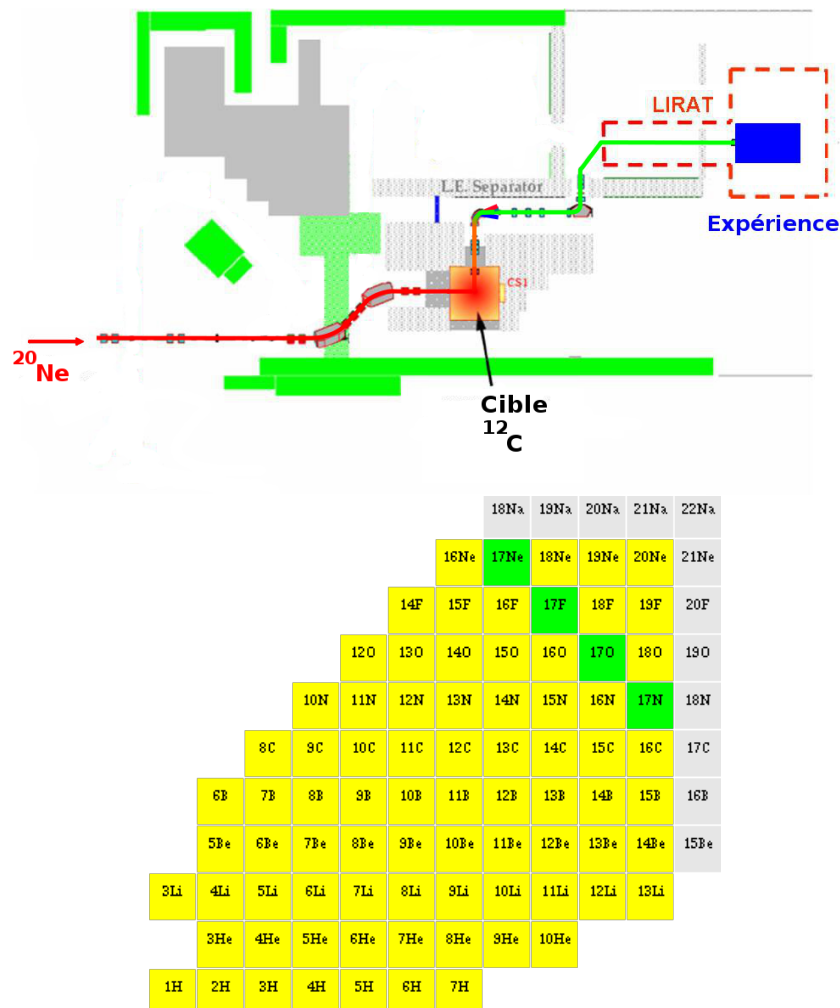 LIRAT
L.E. Separator
Expérience
CS1
20Ne
Cible
12C
18Na 19Na 20Na 21Na 22Na
16Ne 17Ne 18Ne 19Ne 20Ne 21Ne
14F 15F 16F 17F 18F 19F 20F
12O 13O 14O 15O 16O 17O 18O 19O
10N 11N 12N 13N 14N 15N 16N 17N 18N
8C 9C 10C 11C 12C 13C 14C 15C 16C 17C
6B 7B 8B 9B 10B 11B 12B 13B 14B 15B 16B
5Be 6Be 7Be 8Be 9Be 10Be 11Be 12Be 13Be 14Be 15Be
3Li 4Li 5Li 6Li 7Li 8Li 9Li 10Li 11Li 12Li 13Li
3He 4He 5He 6He 7He 8He 9He 10He
1H 2H 3H 4H 5H 6H 7H